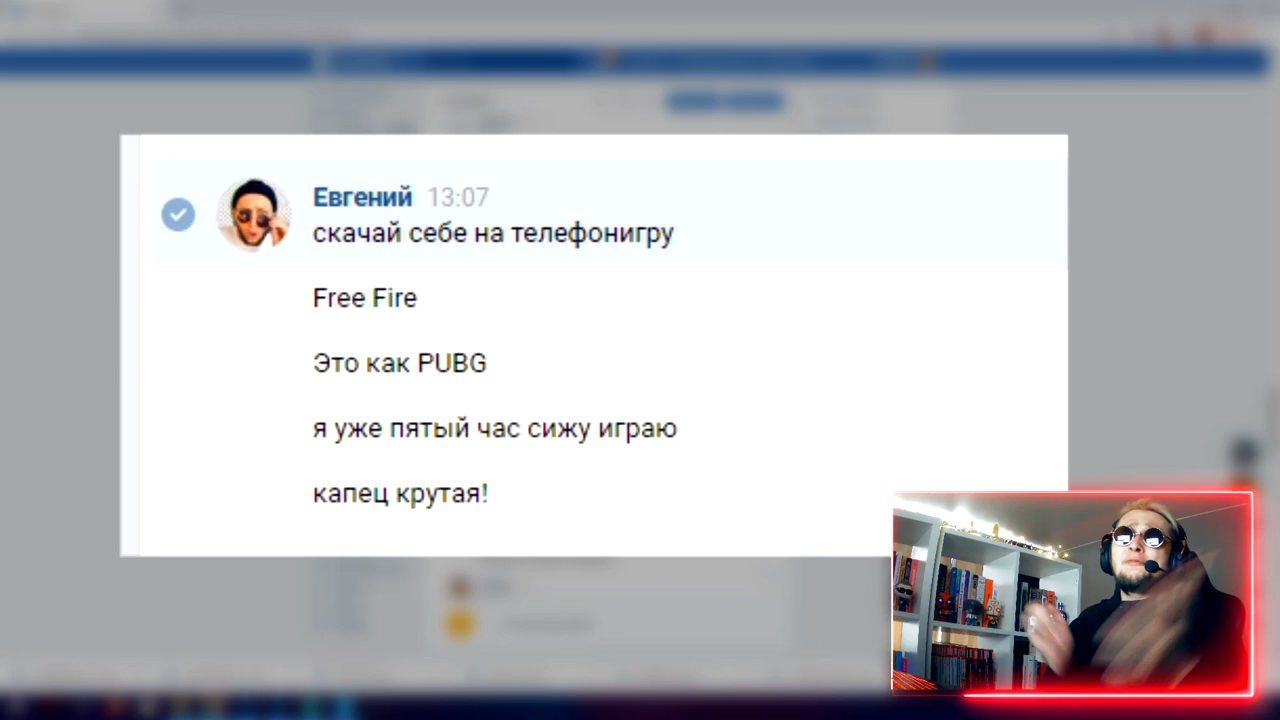 Евгений 13:07
скачай себе на телефонигру
Free Fire
Это как PUBG
я уже пятый час сижу играю
капец крутая!